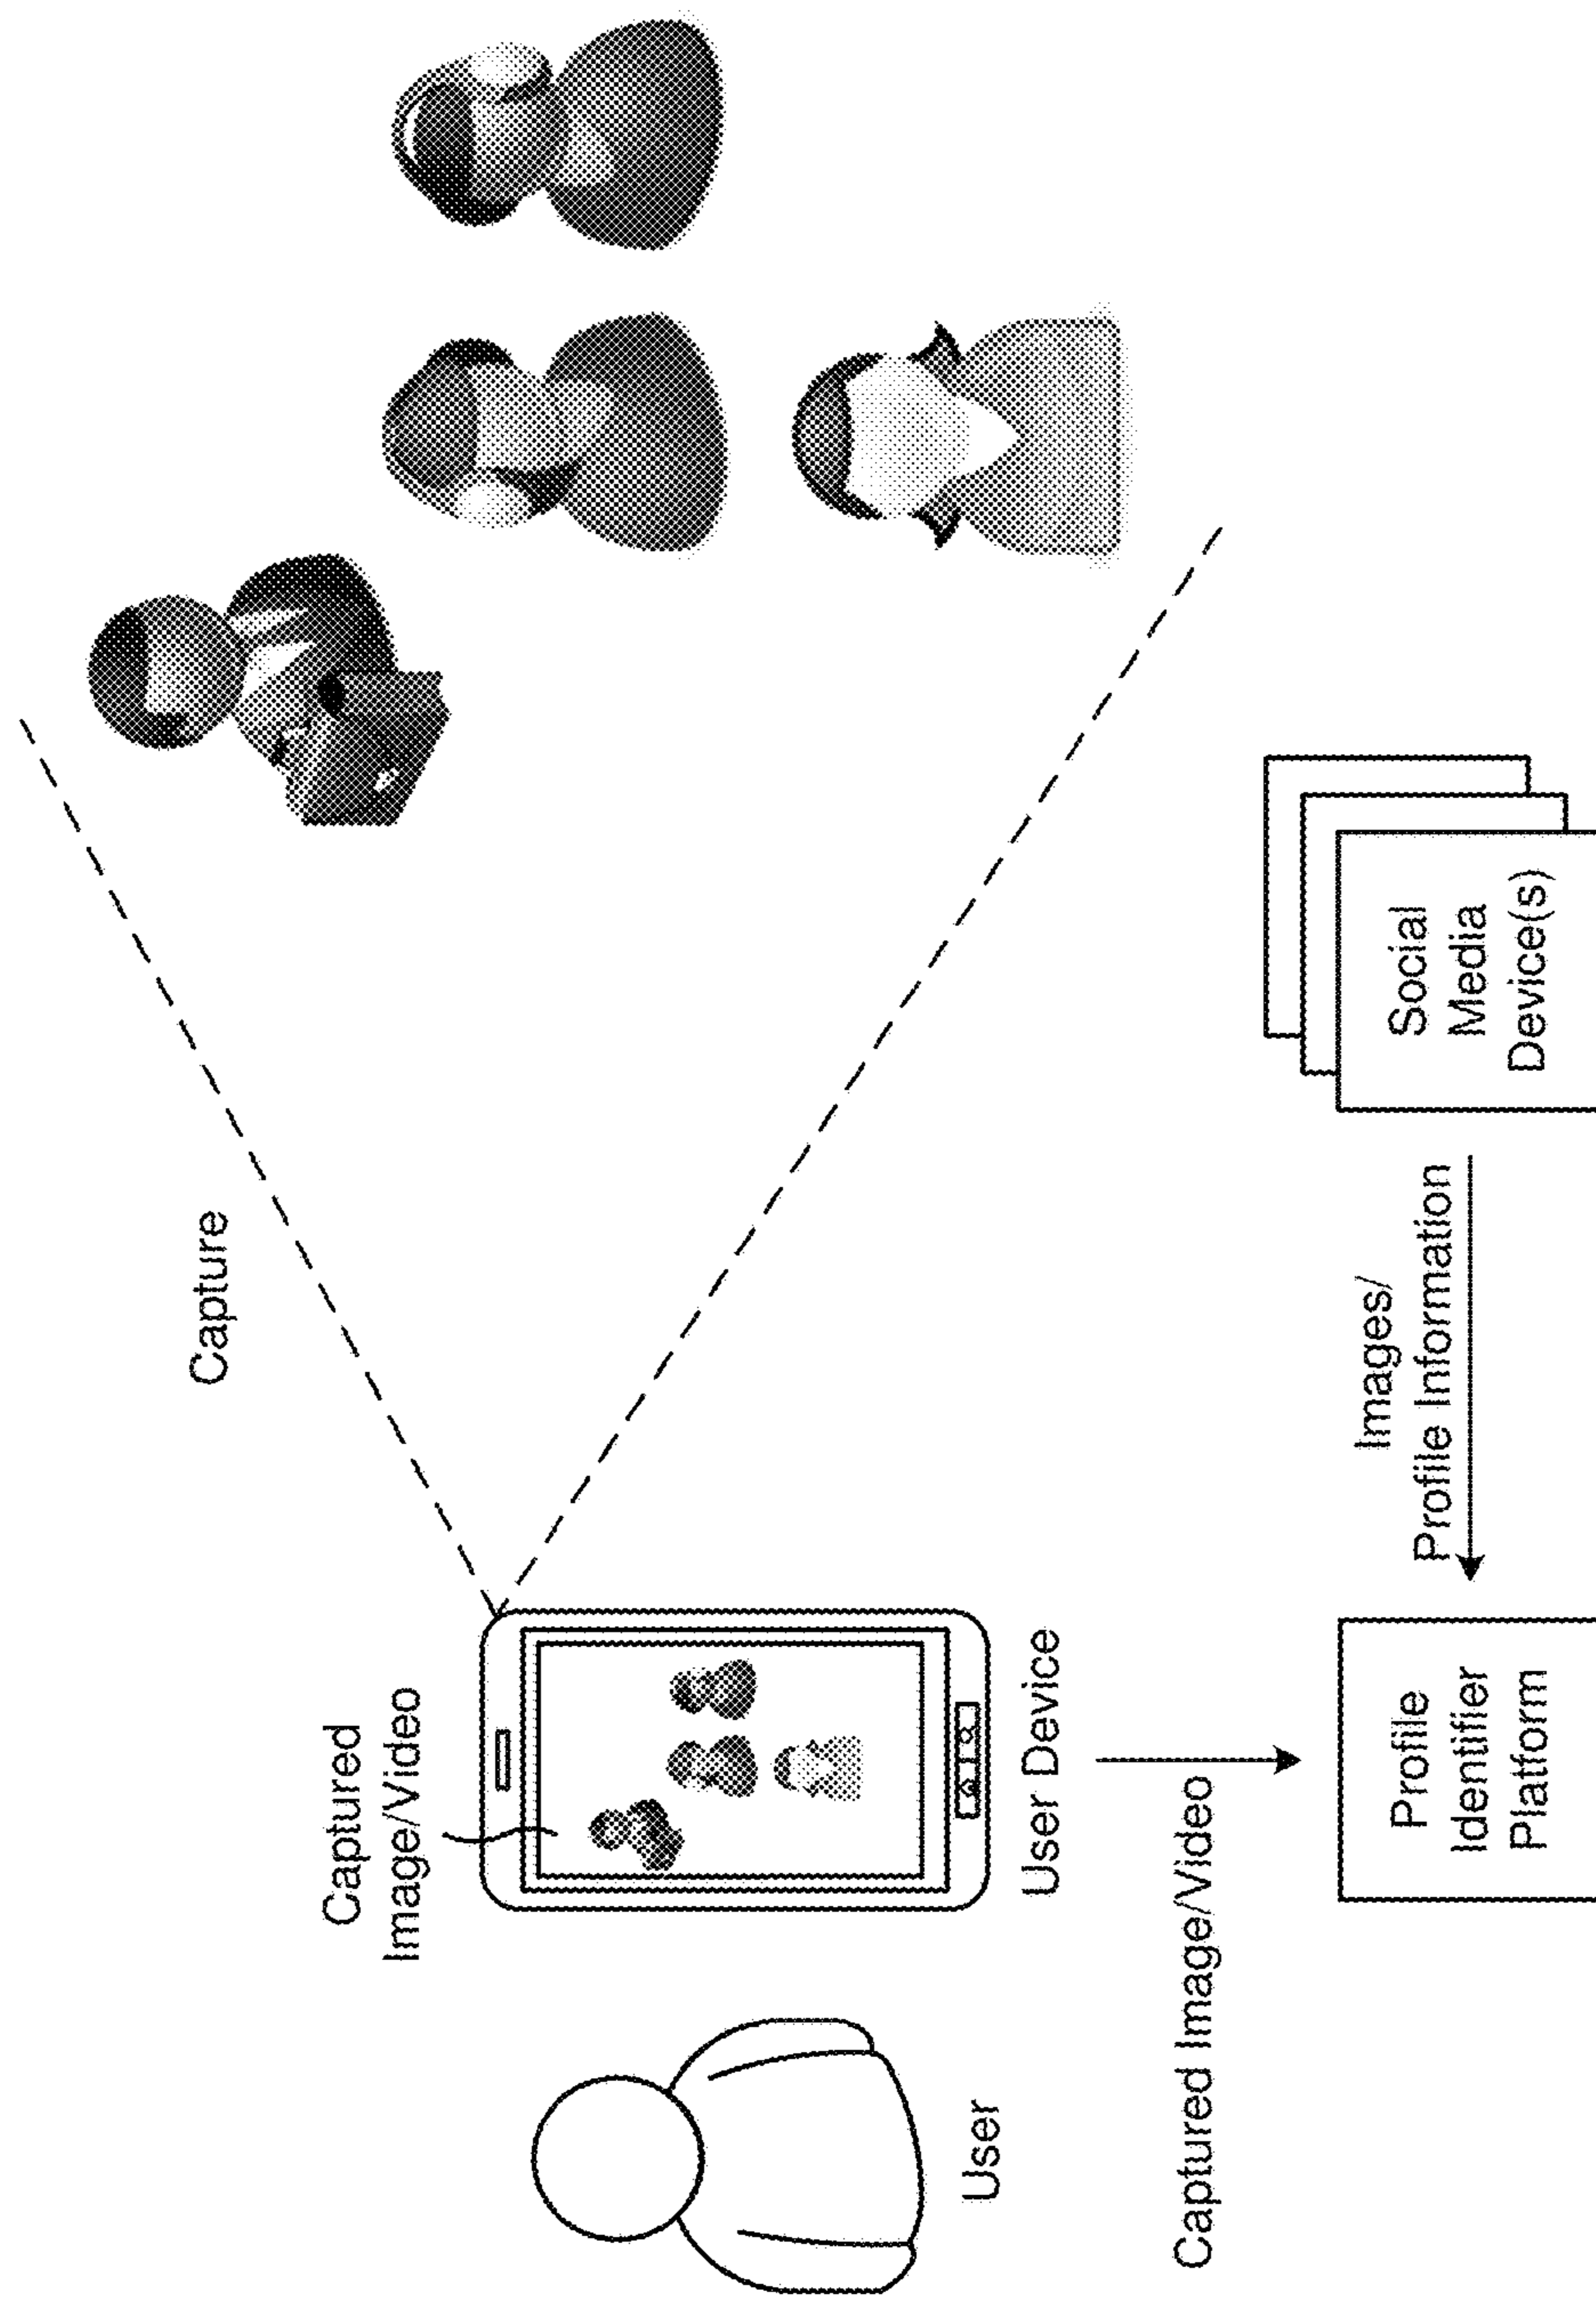 Capture
Captured
Image/Video
User
User Device
Captured Image/Video
Images/
Profile Information
Profile
Identifier
Platform
Social
Media
Device(s)